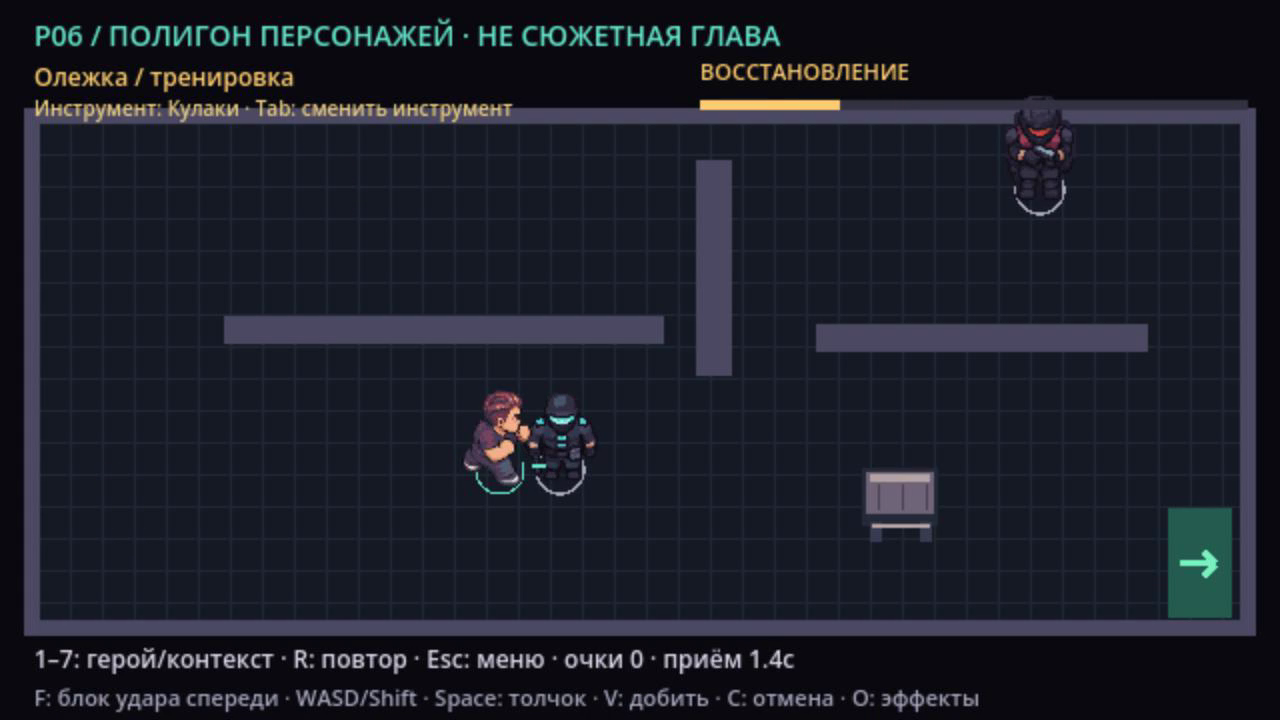 P06 / ПОЛИГОН ПЕРСОНАЖЕЙ · НЕ СЮЖЕТНАЯ ГЛАВА
Олежка / тренировка
ВОССТАНОВЛЕНИЕ
Инструмент: Кулаки · Tab: сменить инструмент
1–7: герой/контекст · R: повтор · Esc: меню · очки 0 · приём 1.4с
F: блок удара спереди · WASD/Shift · Space: толчок · V: добить · C: отмена · O: эффекты